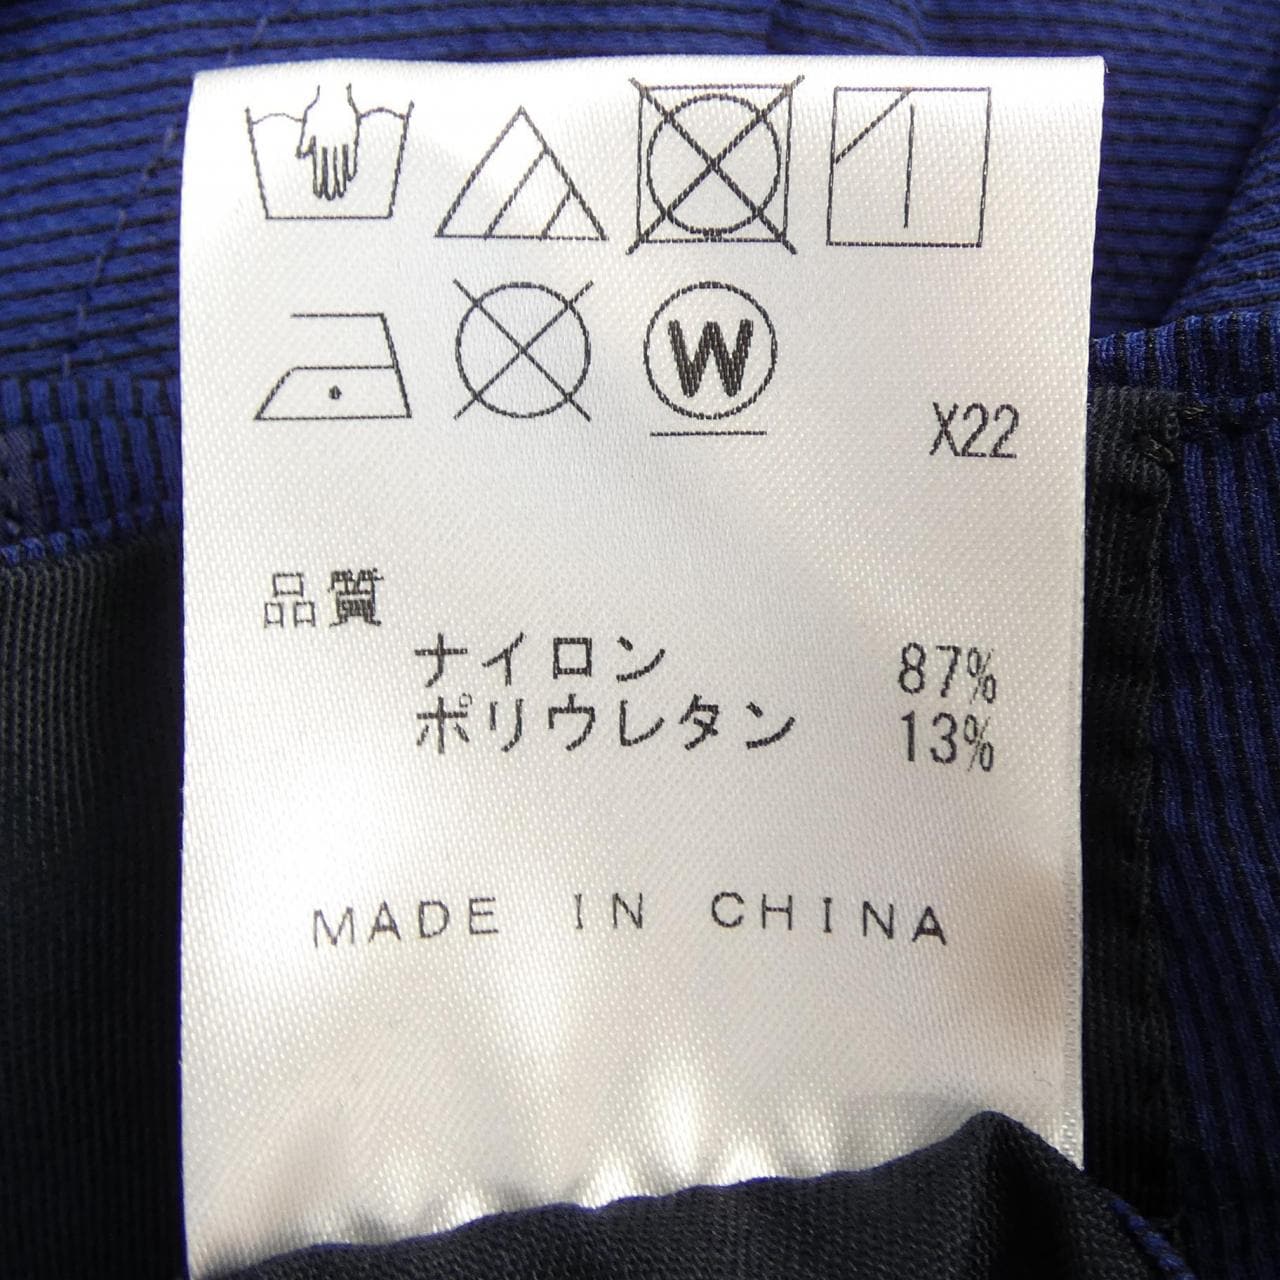 W
X22
品質
ナイロン 87%
ポリウレタン 13%
MADE IN CHINA